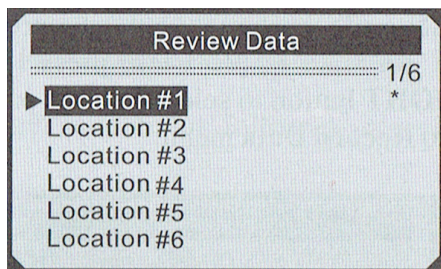 Review Data
1/6
▶Location #1 *
Location #2
Location #3
Location #4
Location #5
Location #6